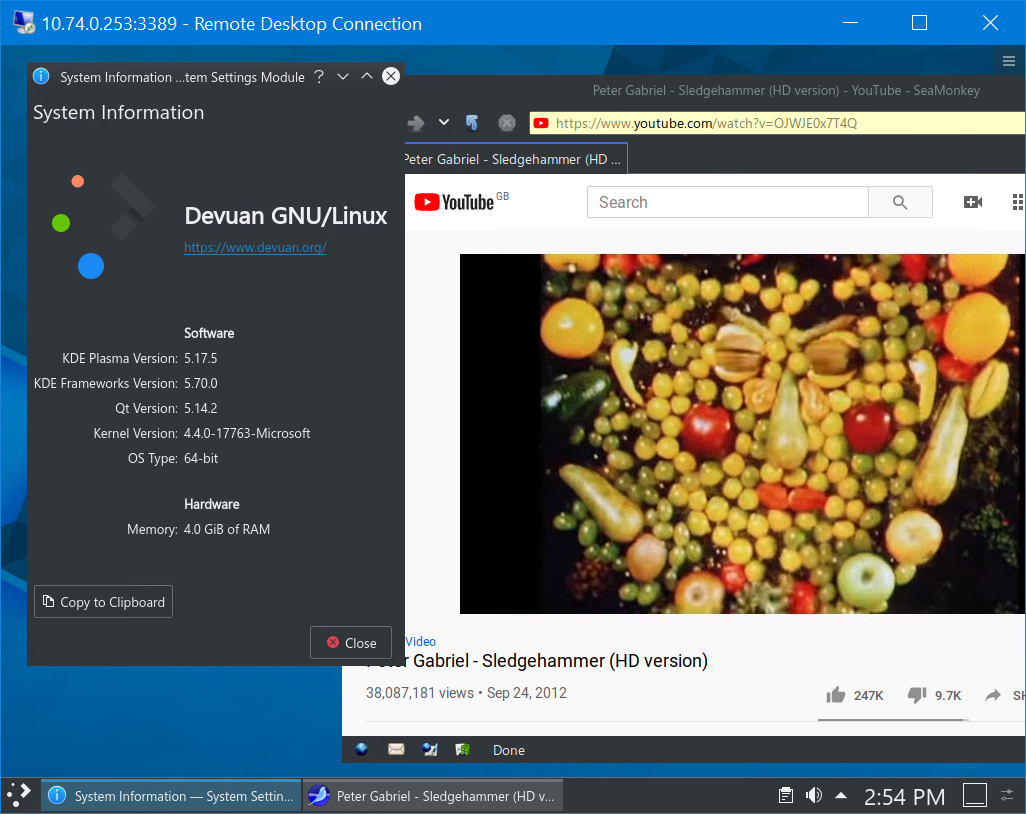 10.74.0.253:3389 - Remote Desktop Connection
System Information ...tem Settings Module
System Information
Devuan GNU/Linux
https://www.devuan.org/
Software
KDE Plasma Version: 5.17.5
KDE Frameworks Version: 5.70.0
Qt Version: 5.14.2
Kernel Version: 4.4.0-17763-Microsoft
OS Type: 64-bit
Hardware
Memory: 4.0 GiB of RAM
Copy to Clipboard
Close
Peter Gabriel - Sledgehammer (HD version) - YouTube - SeaMonkey
https://www.youtube.com/watch?v=OJWJE0x7T4Q
Peter Gabriel - Sledgehammer (HD ...
YouTube GB
Search
Video
Peter Gabriel - Sledgehammer (HD version)
38,087,181 views • Sep 24, 2012
247K
9.7K
SH
Done
System Information — System Settin...
Peter Gabriel - Sledgehammer (HD v...
2:54 PM